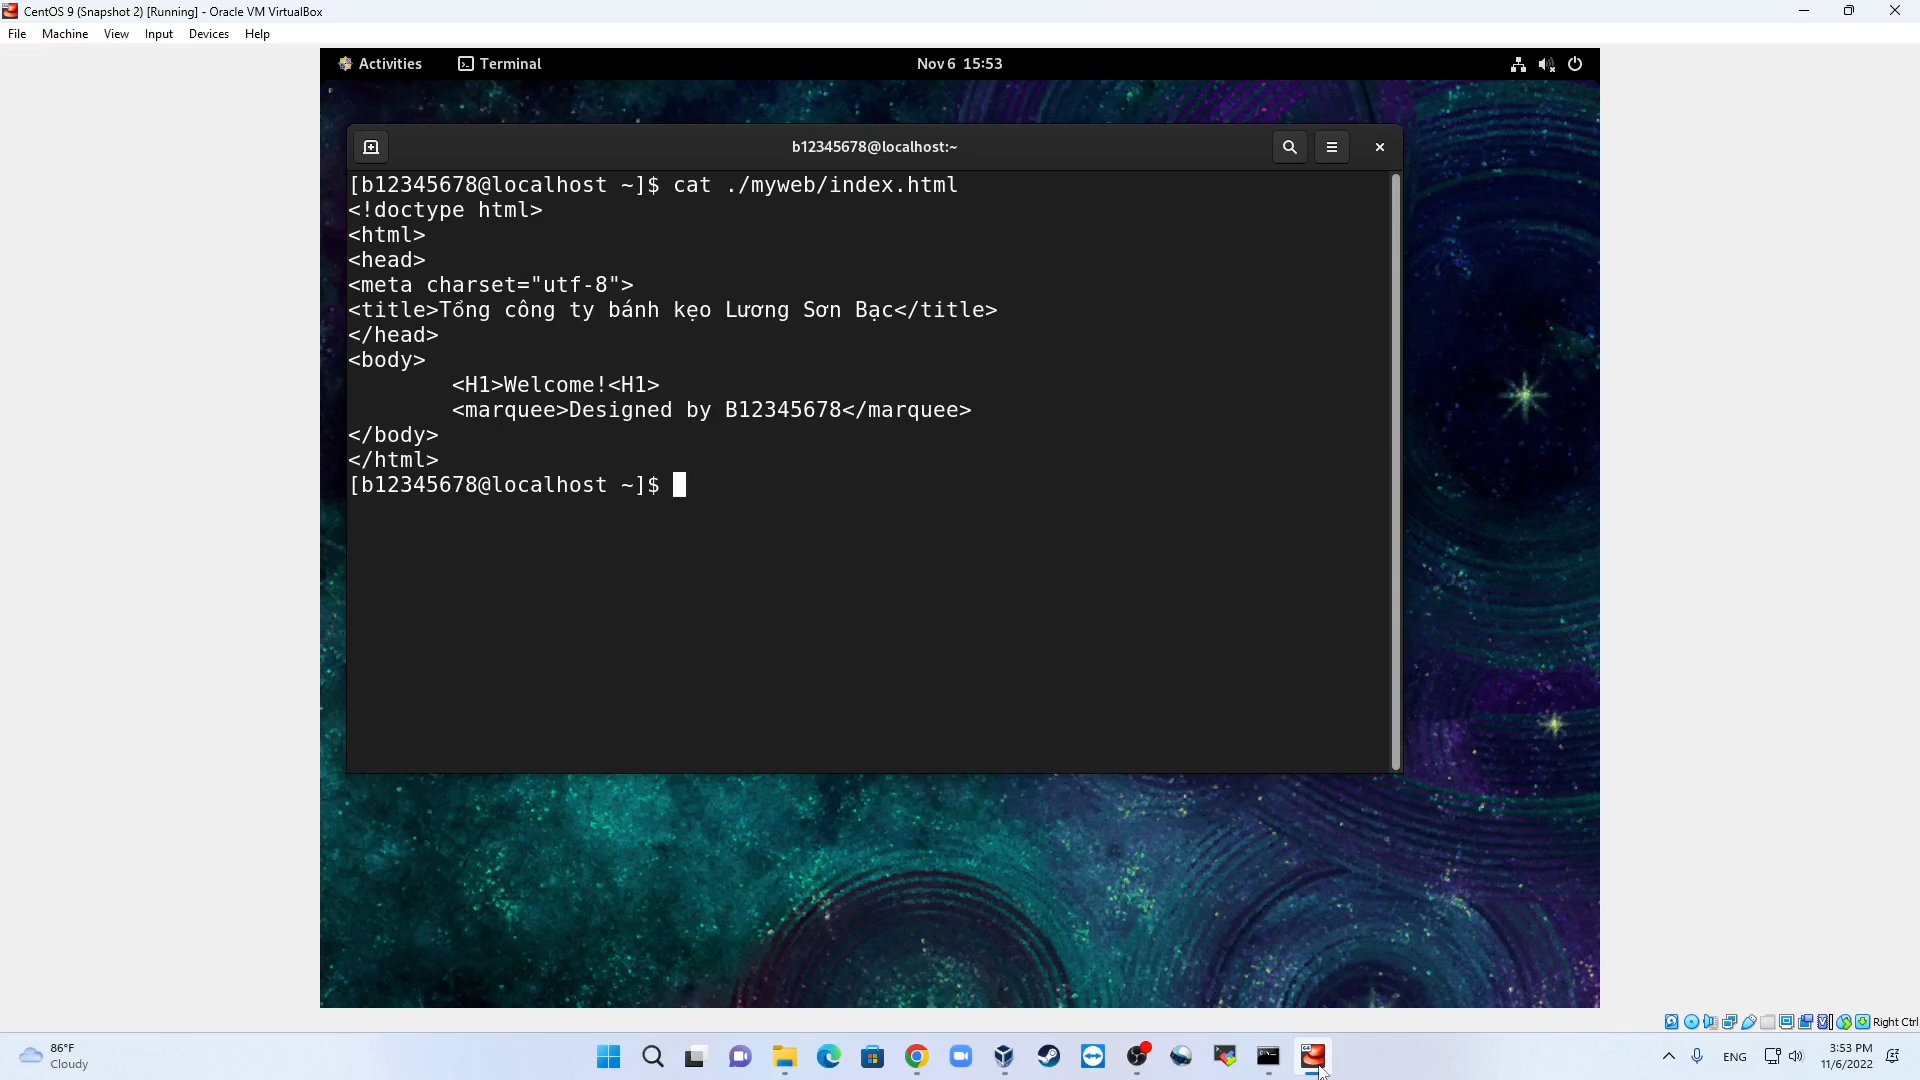 CentOS 9 (Snapshot 2) [Running] - Oracle VM VirtualBox
File Machine View Input Devices Help
Activities Terminal Nov 6 15:53
b12345678@localhost:~
[b12345678@localhost ~]$ cat ./myweb/index.html
<!doctype html>
<html>
<head>
<meta charset="utf-8">
<title>Tổng công ty bánh kẹo Lương Sơn Bạc</title>
</head>
<body>
<H1>Welcome!<H1>
<marquee>Designed by B12345678</marquee>
</body>
</html>
[b12345678@localhost ~]$
Right Ctrl
86°F
Cloudy
ENG
3:53 PM
11/6/2022